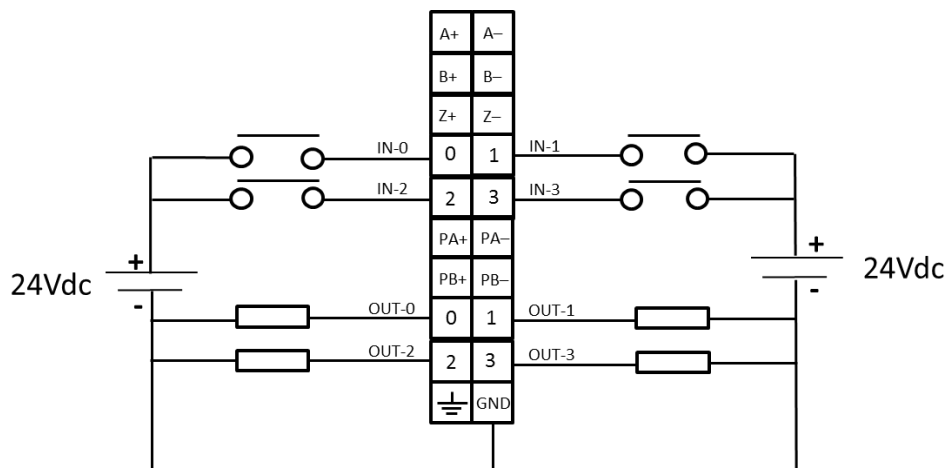 A+ A−
B+ B−
Z+ Z−
IN-0 0 1 IN-1
IN-2 2 3 IN-3
PA+ PA−
+ +
24Vdc PB+ PB− 24Vdc
- -
OUT-0 0 1 OUT-1
OUT-2 2 3 OUT-3
GND